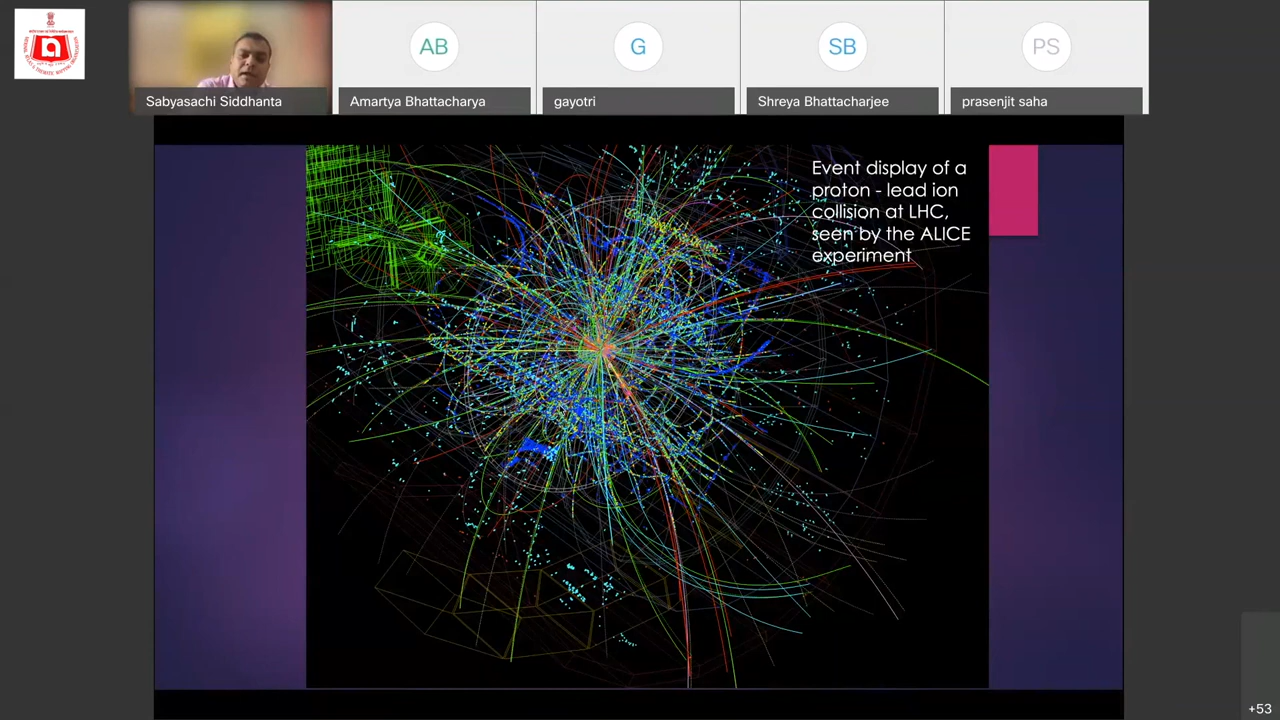 AB
G
SB
PS
Sabyasachi Siddhanta
Amartya Bhattacharya
gayotri
Shreya Bhattacharjee
prasenjit saha
Event display of a
proton - lead ion
collision at LHC,
seen by the ALICE
experiment
+53